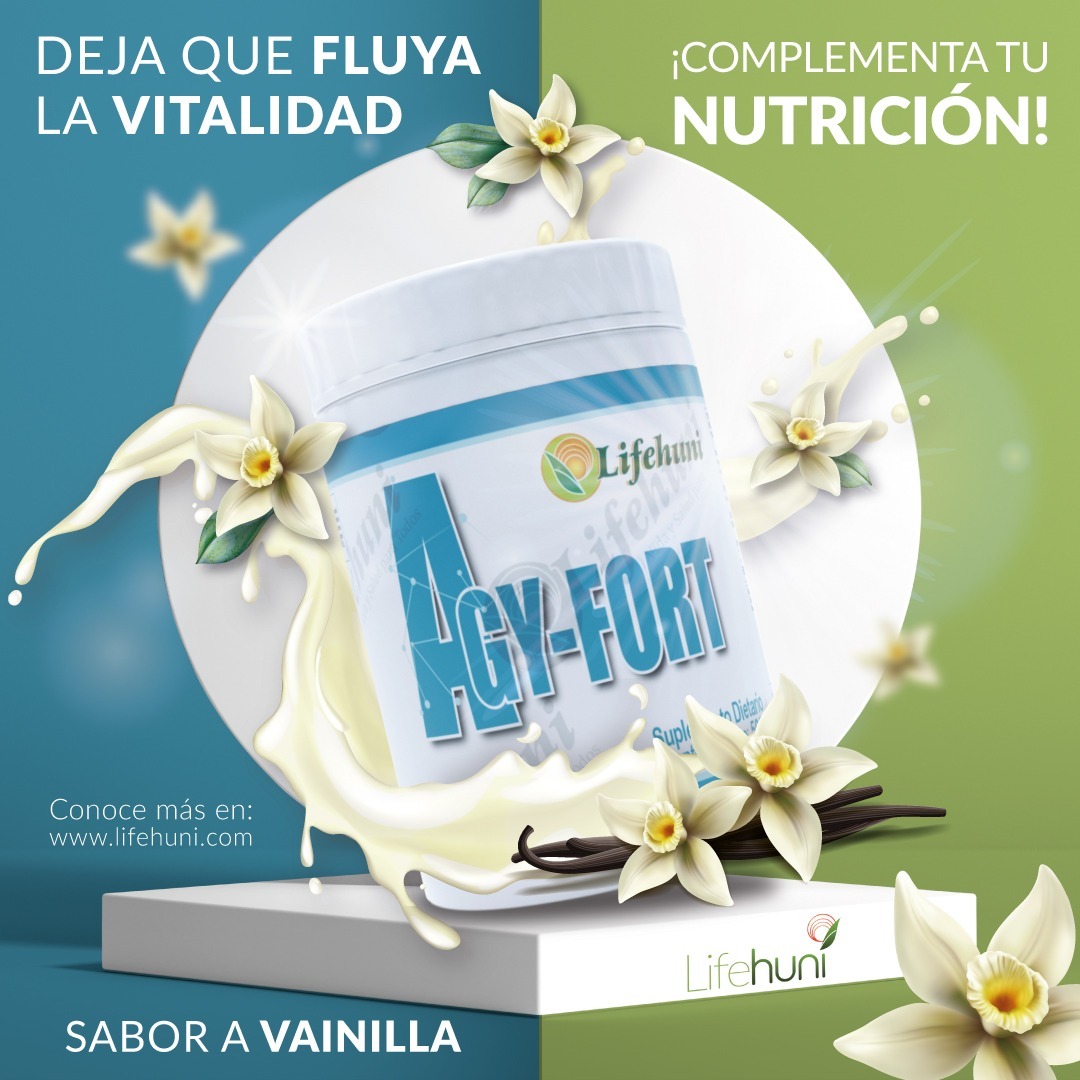 DEJA QUE FLUYA
LA VITALIDAD
¡COMPLEMENTA TU
NUTRICIÓN!
Lifehuni
AGY-FORT
Dietario
Conoce más en:
www.lifehuni.com
Lifehuni
SABOR A VAINILLA